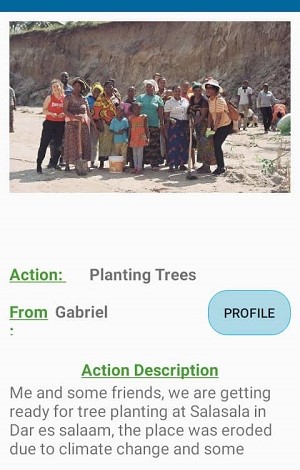 Action: Planting Trees
From
: Gabriel
PROFILE
Action Description
Me and some friends, we are getting
ready for tree planting at Salasala in
Dar es salaam, the place was eroded
due to climate change and some